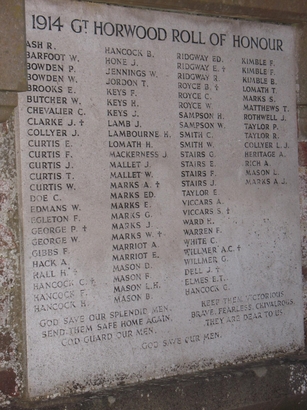 1914 GT HORWOOD ROLL OF HONOUR
ASH R.
BARFOOT W.
BOWDEN P.
BOWDEN W.
BROOKS E.
BUTCHER W.
CHEVALIER C.
CLARKE E.J. †
COLLYER J.
CURTIS E.
CURTIS F.
CURTIS J.
CURTIS T.
CURTIS W.
DOE C.
EDMANS W.
EGLETON F.
GEORGE P. †
GEORGE W.
GIBBS F.
HACK A.
HALL H. †
HANCOCK C. †
HANCOCK F.
HANCOCK H.
HANCOCK B.
HONE J.
JENNINGS W.
JORDON T.
KEYS F.
KEYS H.
KEYS J.
LAMB J.
LAMBOURNE H.
LOMATH H.
MACKERNESS J.
MALLET J.
MALLET W.
MARKS A. †
MARKS ED.
MARKS E.
MARKS G.
MARKS J.
MARKS W. †
MARRIOT A.
MARRIOT E.
MASON D.
MASON F.
MASON L.H.
MASON B.
RIDGWAY ED.
RIDGWAY E. †
RIDGWAY R.
ROYCE B. †
ROYCE C.
ROYCE W.
SAMPSON H.
SAMPSON W.
SMITH C.
SMITH W.
STAIRS G.
STAIRS E.
STAIRS F.
STAIRS J.
TAYLOR E.
VICCARS A.
VICCARS S. †
WARD H.
WARREN F.
WHITE C.
WILLMER A.C. †
WILLMER G.
DELL J. †
ELMES E.T.
HANCOCK G.
KIMBLE F.
KIMBLE F.
KIMBLE B.
LOMATH T.
MARKS S.
MATTHEWS T.
ROTHWELL J.
TAYLOR P.
TAYLOR R.
COLLYER L.J.
HERITAGE A.
RICH A.
MASON L.
MARKS A.J.
GOD SAVE OUR SPLENDID MEN,
SEND THEM SAFE HOME AGAIN,
GOD GUARD OUR MEN.
KEEP THEM VICTORIOUS
BRAVE, FEARLESS, CHIVALROUS
THEY ARE DEAR TO US.
GOD SAVE OUR MEN.